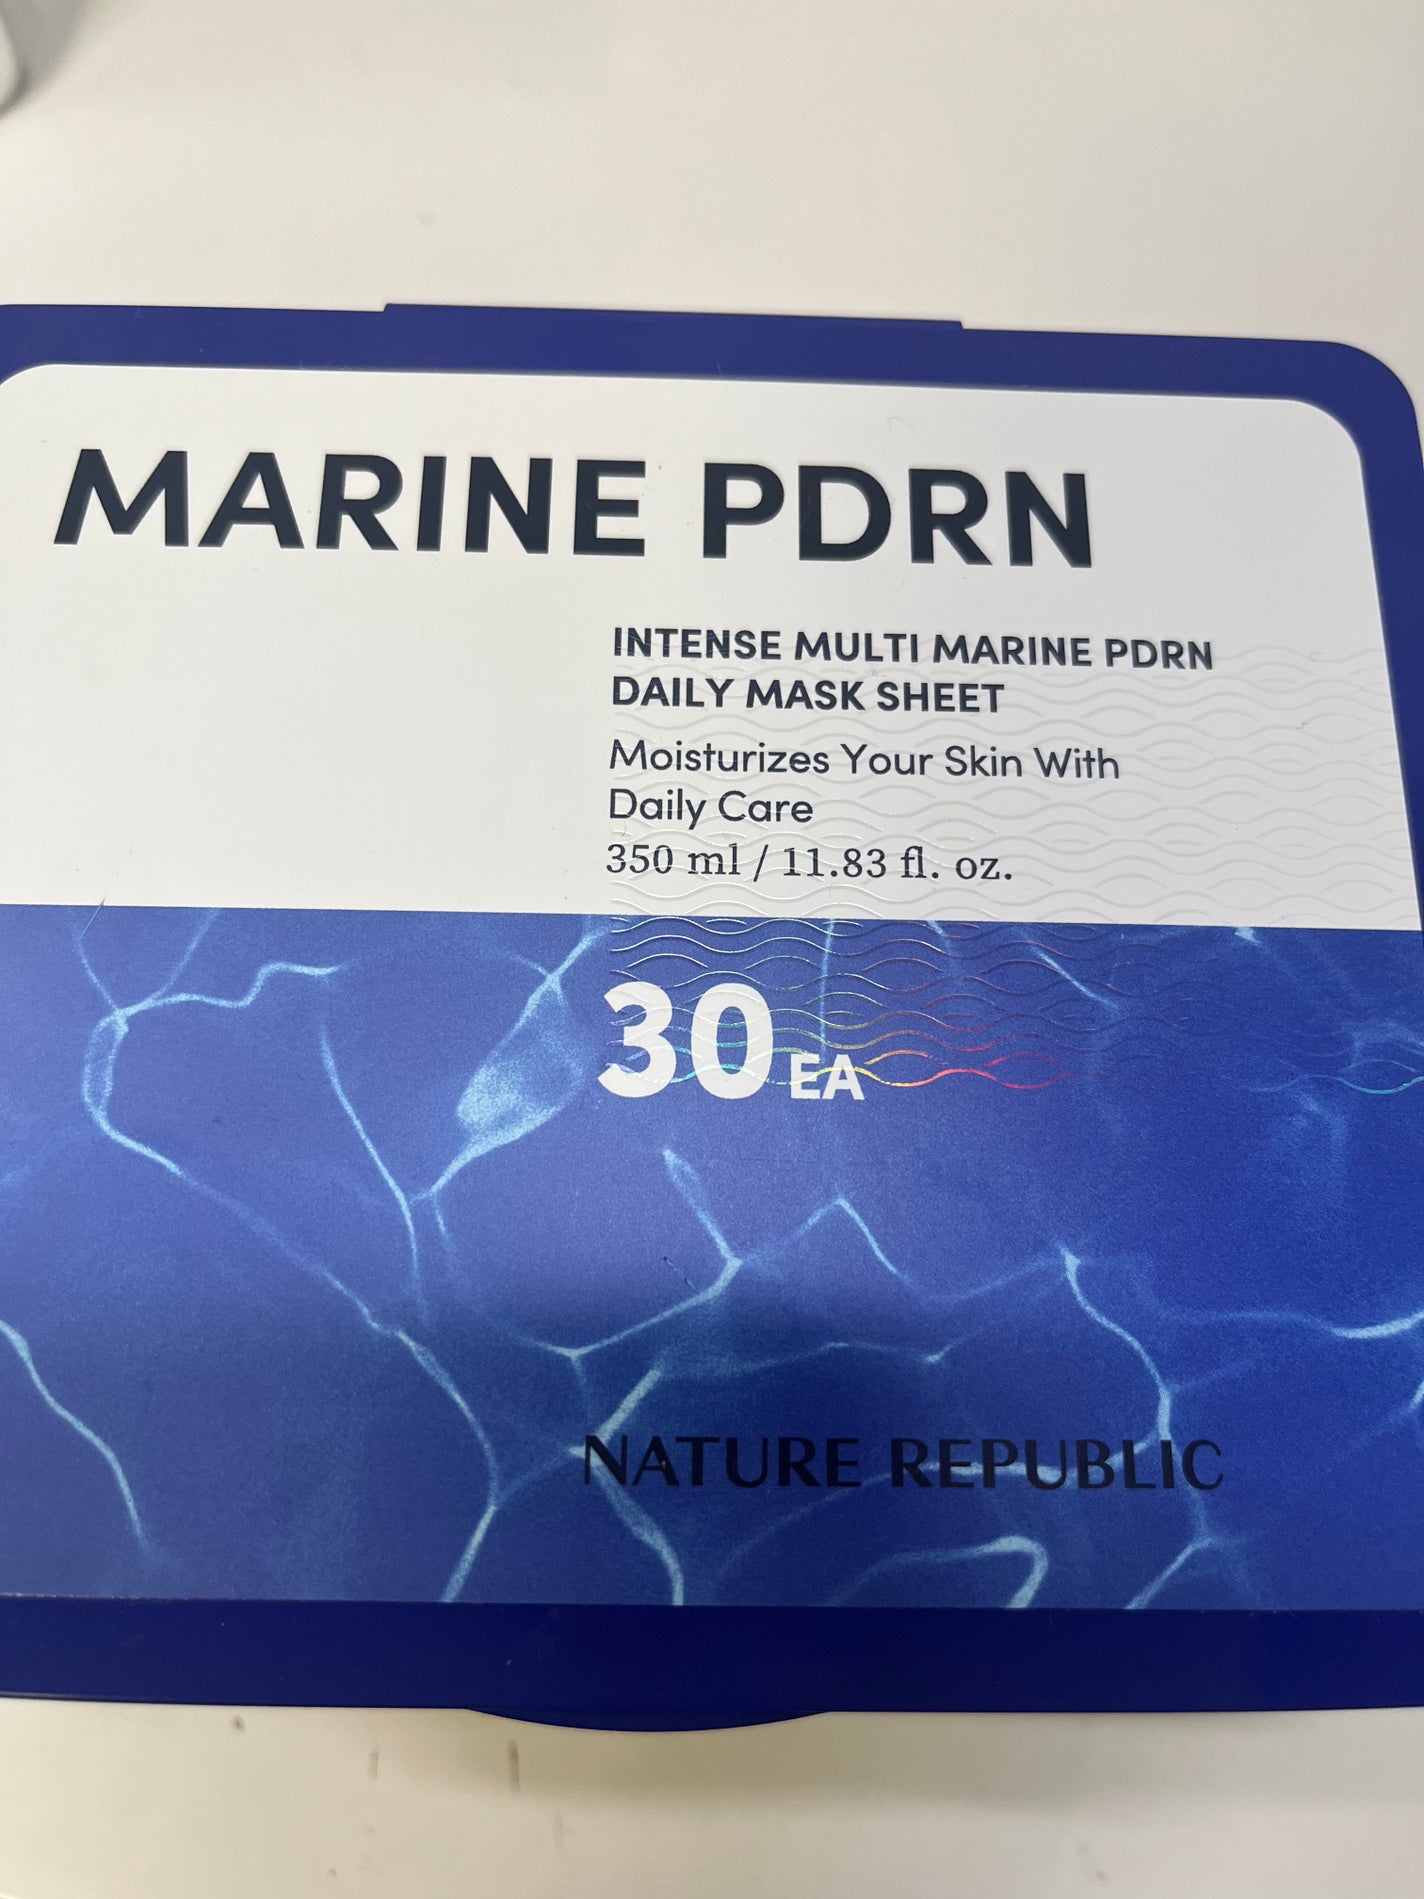 MARINE PDRN
INTENSE MULTI MARINE PDRN
DAILY MASK SHEET
Moisturizes Your Skin With
Daily Care
350 ml / 11.83 fl. oz.
30 EA
NATURE REPUBLIC